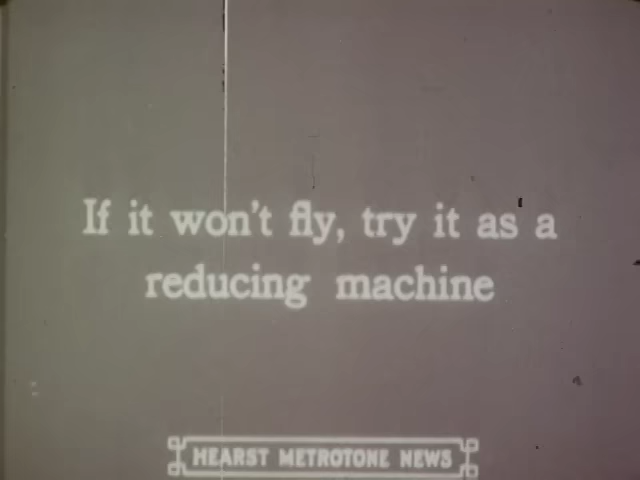 If it won't fly, try it as a
reducing machine
HEARST METROTONE NEWS